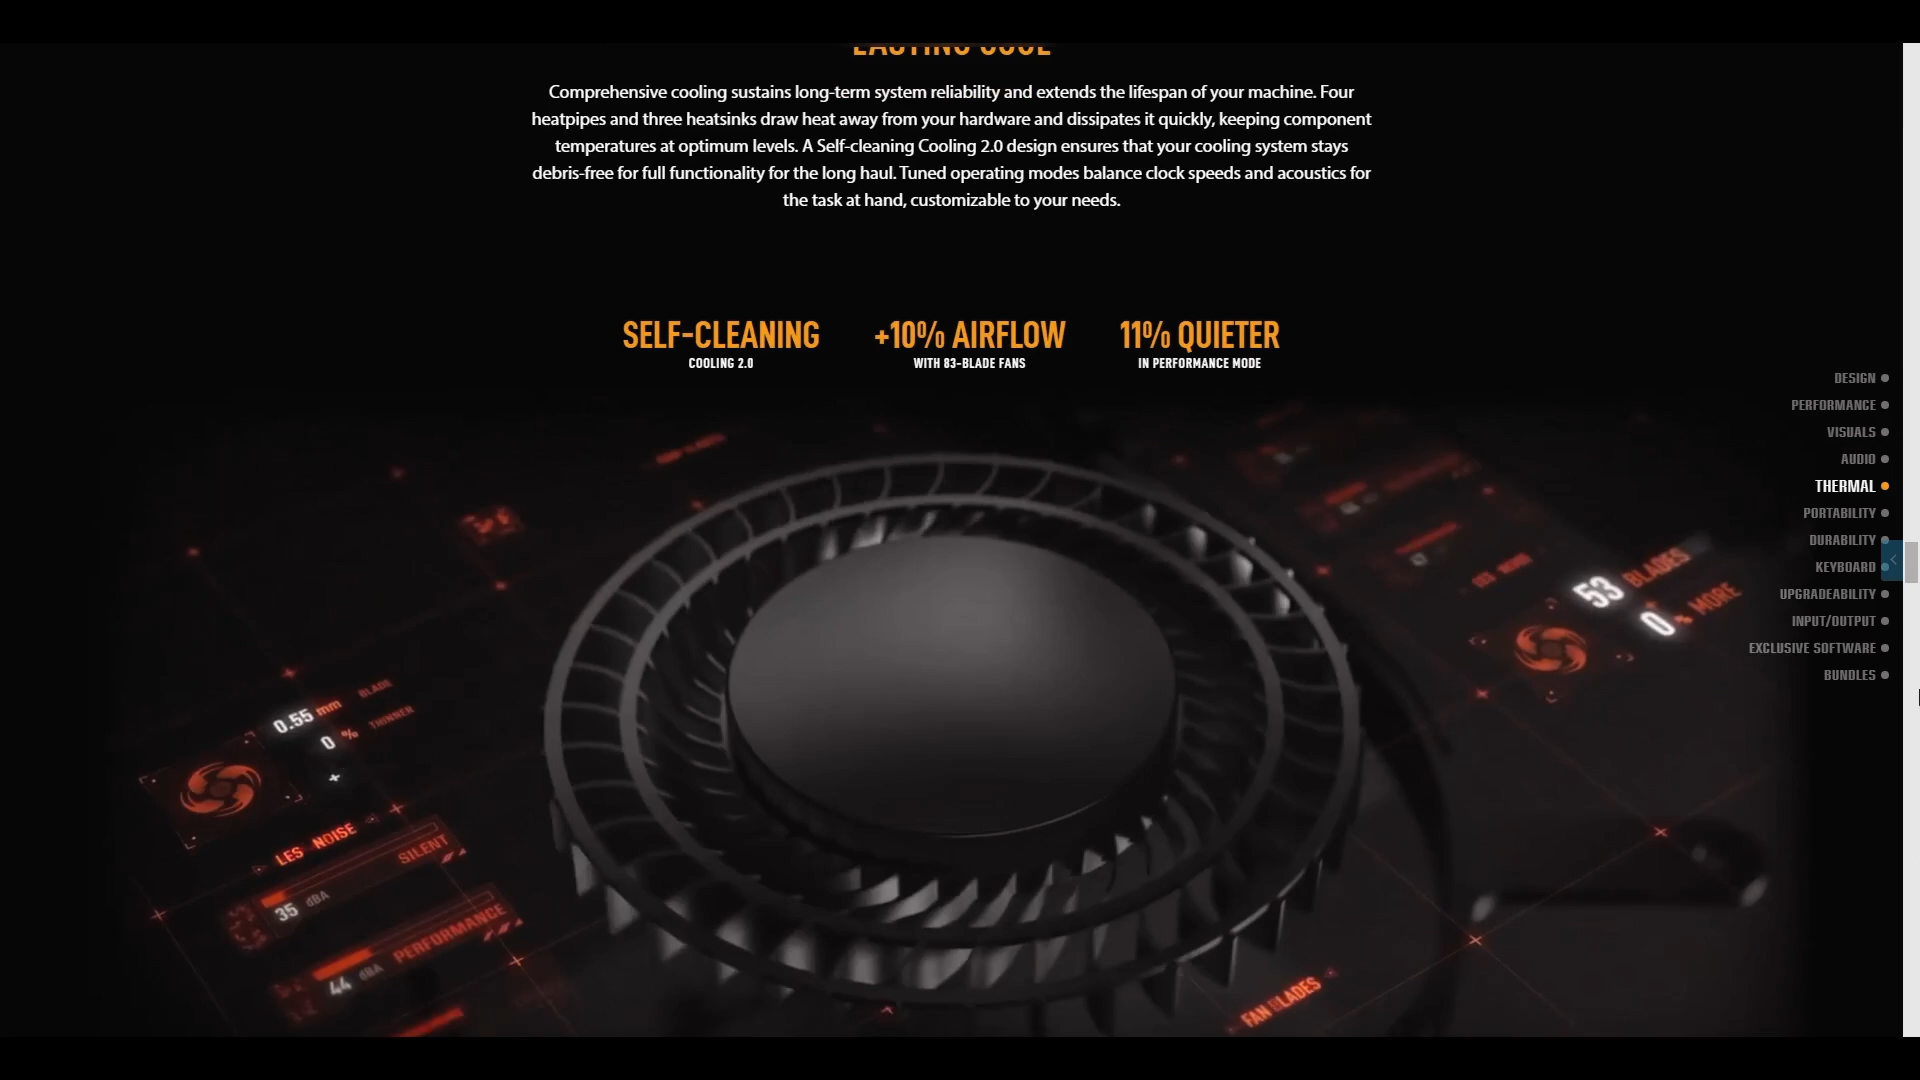 LASTING COOL
Comprehensive cooling sustains long-term system reliability and extends the lifespan of your machine. Four
heatpipes and three heatsinks draw heat away from your hardware and dissipates it quickly, keeping component
temperatures at optimum levels. A Self-cleaning Cooling 2.0 design ensures that your cooling system stays
debris-free for full functionality for the long haul. Tuned operating modes balance clock speeds and acoustics for
the task at hand, customizable to your needs.
SELF-CLEANING
COOLING 2.0
+10% AIRFLOW
WITH 83-BLADE FANS
11% QUIETER
IN PERFORMANCE MODE
DESIGN
PERFORMANCE
VISUALS
AUDIO
THERMAL
PORTABILITY
DURABILITY
KEYBOARD
UPGRADEABILITY
INPUT/OUTPUT
EXCLUSIVE SOFTWARE
BUNDLES
53 BLADES
0 % MORE
0.55 mm BLADE
0 % THINNER
LES NOISE
SILENT
35 dBA
PERFORMANCE
44 dBA
FAN BLADES